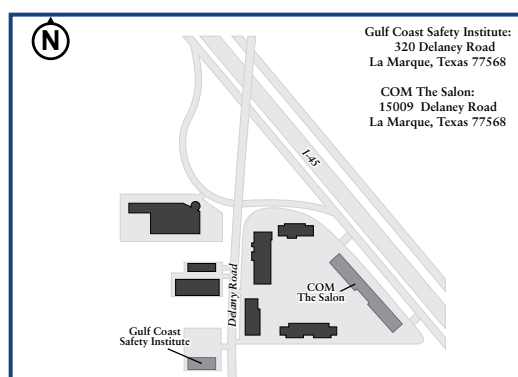 N
Gulf Coast Safety Institute:
320 Delaney Road
La Marque, Texas 77568
COM The Salon:
15009 Delaney Road
La Marque, Texas 77568
I-45
Delany Road
COM
The Salon
Gulf Coast
Safety Institute